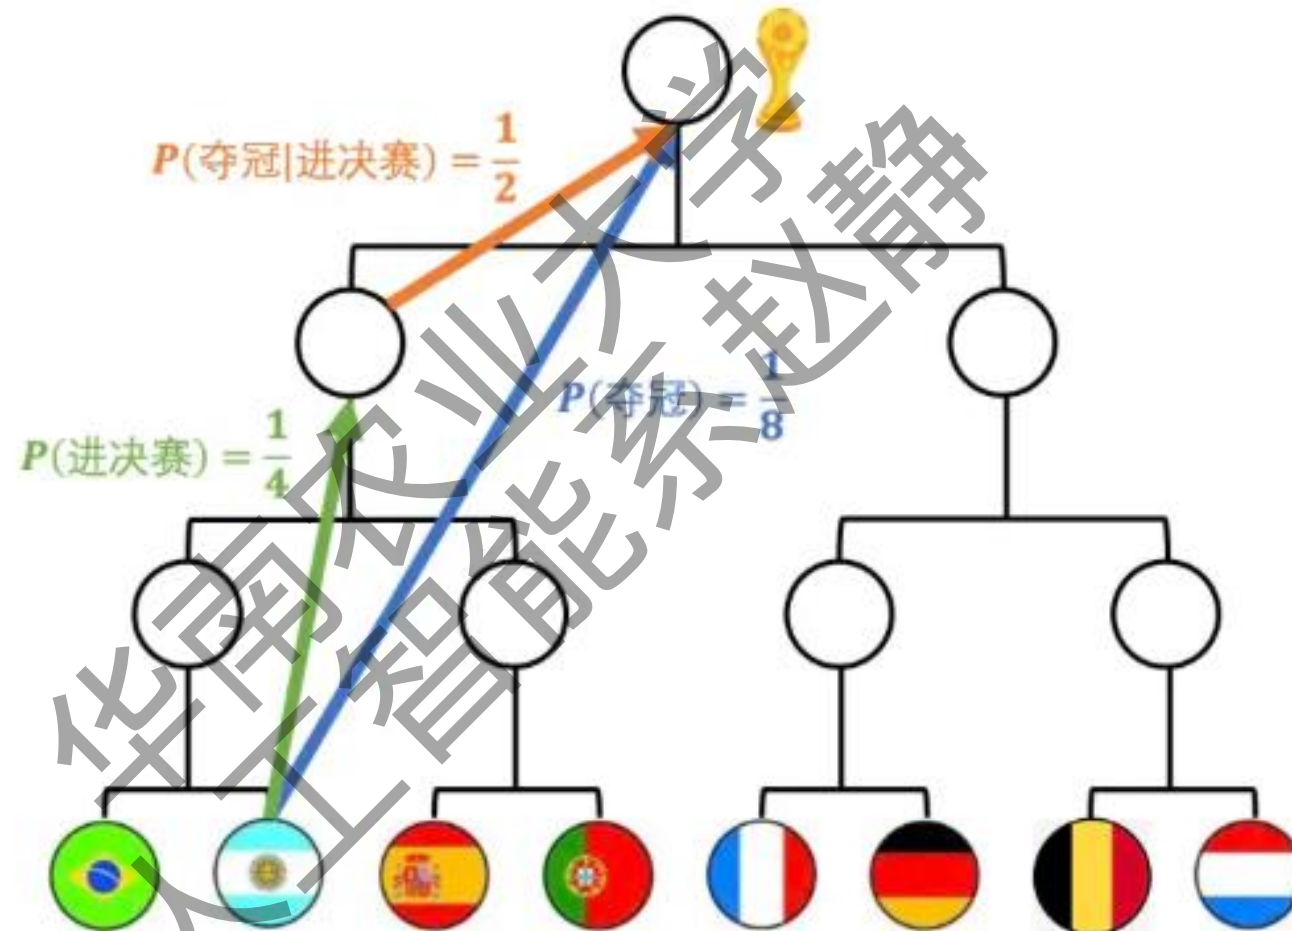 P(夺冠|进决赛) = 1/2
P(夺冠) = 1/8
P(进决赛) = 1/4
华南农业大学
人工智能系赵静